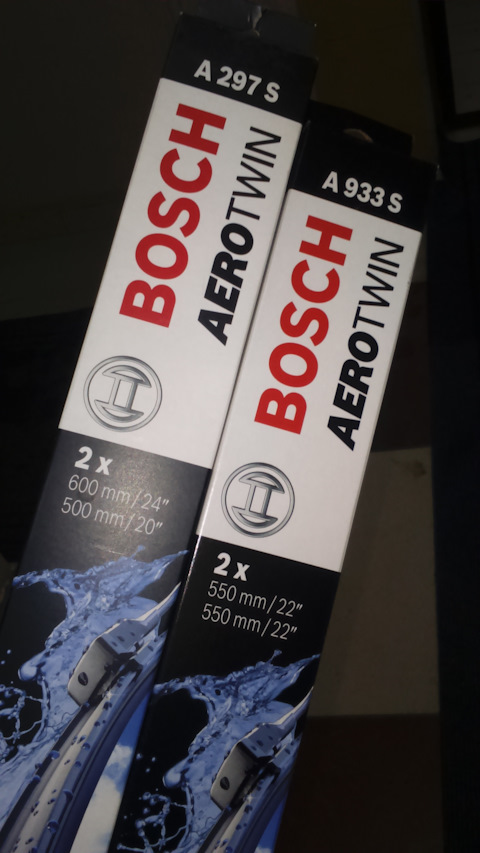 A 297 S
BOSCH
AEROTWIN
2 x
600 mm/24"
500 mm/20"
A 933 S
BOSCH
AEROTWIN
2 x
550 mm/22"
550 mm/22"